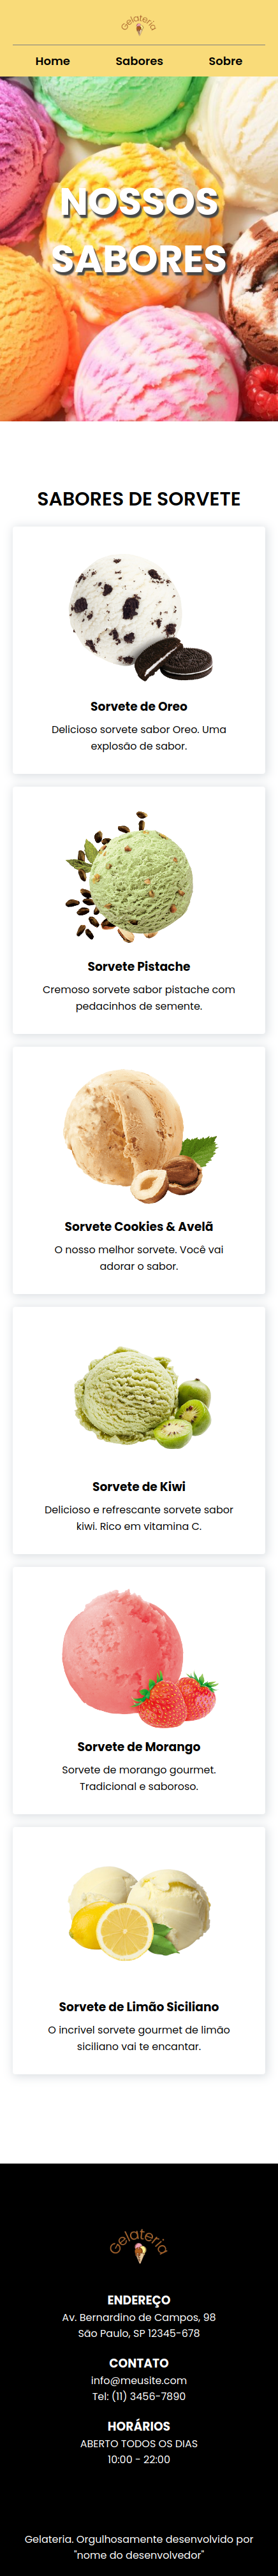 Gelateria
Home Sabores Sobre
NOSSOS
SABORES
SABORES DE SORVETE
Sorvete de Oreo
Delicioso sorvete sabor Oreo. Uma
explosão de sabor.
Sorvete Pistache
Cremoso sorvete sabor pistache com
pedacinhos de semente.
Sorvete Cookies & Avelã
O nosso melhor sorvete. Você vai
adorar o sabor.
Sorvete de Kiwi
Delicioso e refrescante sorvete sabor
kiwi. Rico em vitamina C.
Sorvete de Morango
Sorvete de morango gourmet.
Tradicional e saboroso.
Sorvete de Limão Siciliano
O incrivel sorvete gourmet de limão
siciliano vai te encantar.
Gelateria
ENDEREÇO
Av. Bernardino de Campos, 98
São Paulo, SP 12345-678
CONTATO
info@meusite.com
Tel: (11) 3456-7890
HORÁRIOS
ABERTO TODOS OS DIAS
10:00 - 22:00
Gelateria. Orgulhosamente desenvolvido por
"nome do desenvolvedor"